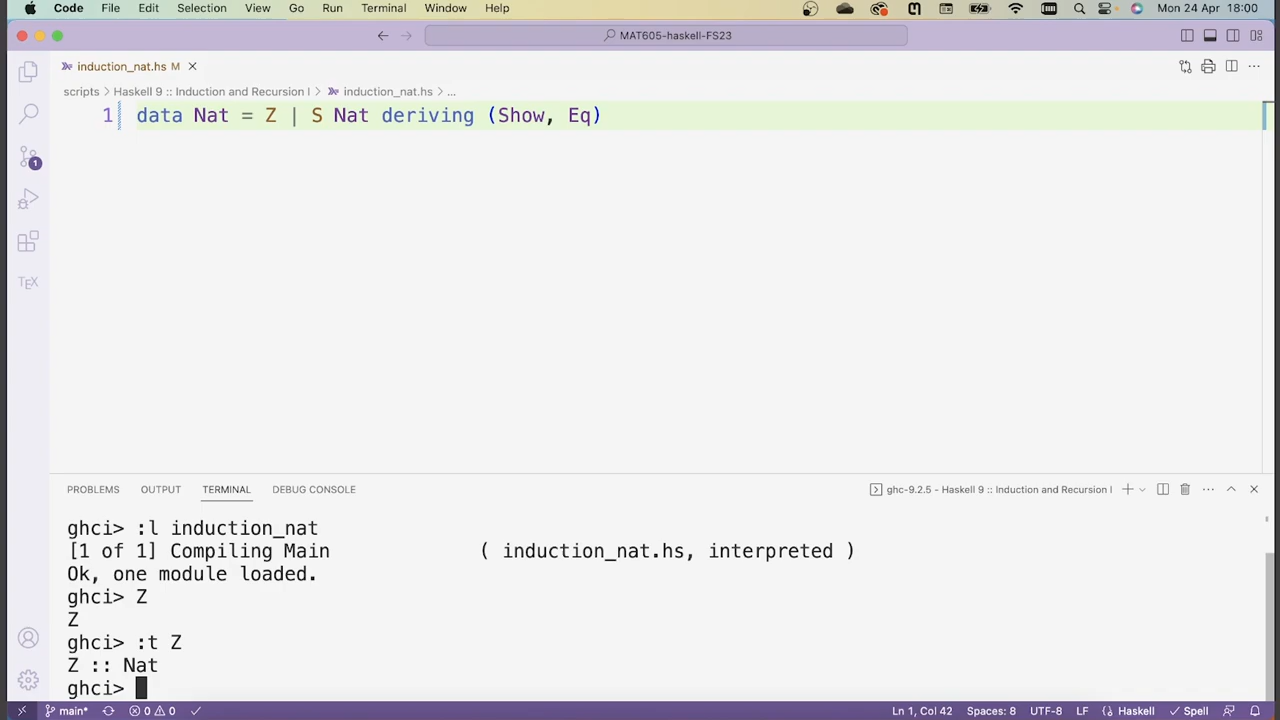 Code File Edit Selection View Go Run Terminal Window Help Mon 24 Apr 18:00
MAT605-haskell-FS23
induction_nat.hs M
scripts > Haskell 9 :: Induction and Recursion I > induction_nat.hs > ...
1 data Nat = Z | S Nat deriving (Show, Eq)
1
TEX
PROBLEMS OUTPUT TERMINAL DEBUG CONSOLE ghc-9.2.5 - Haskell 9 :: Induction and Recursion I
ghci> :l induction_nat
[1 of 1] Compiling Main ( induction_nat.hs, interpreted )
Ok, one module loaded.
ghci> Z
Z
ghci> :t Z
Z :: Nat
ghci>
main* 0 0 Ln 1, Col 42 Spaces: 8 UTF-8 LF Haskell Spell